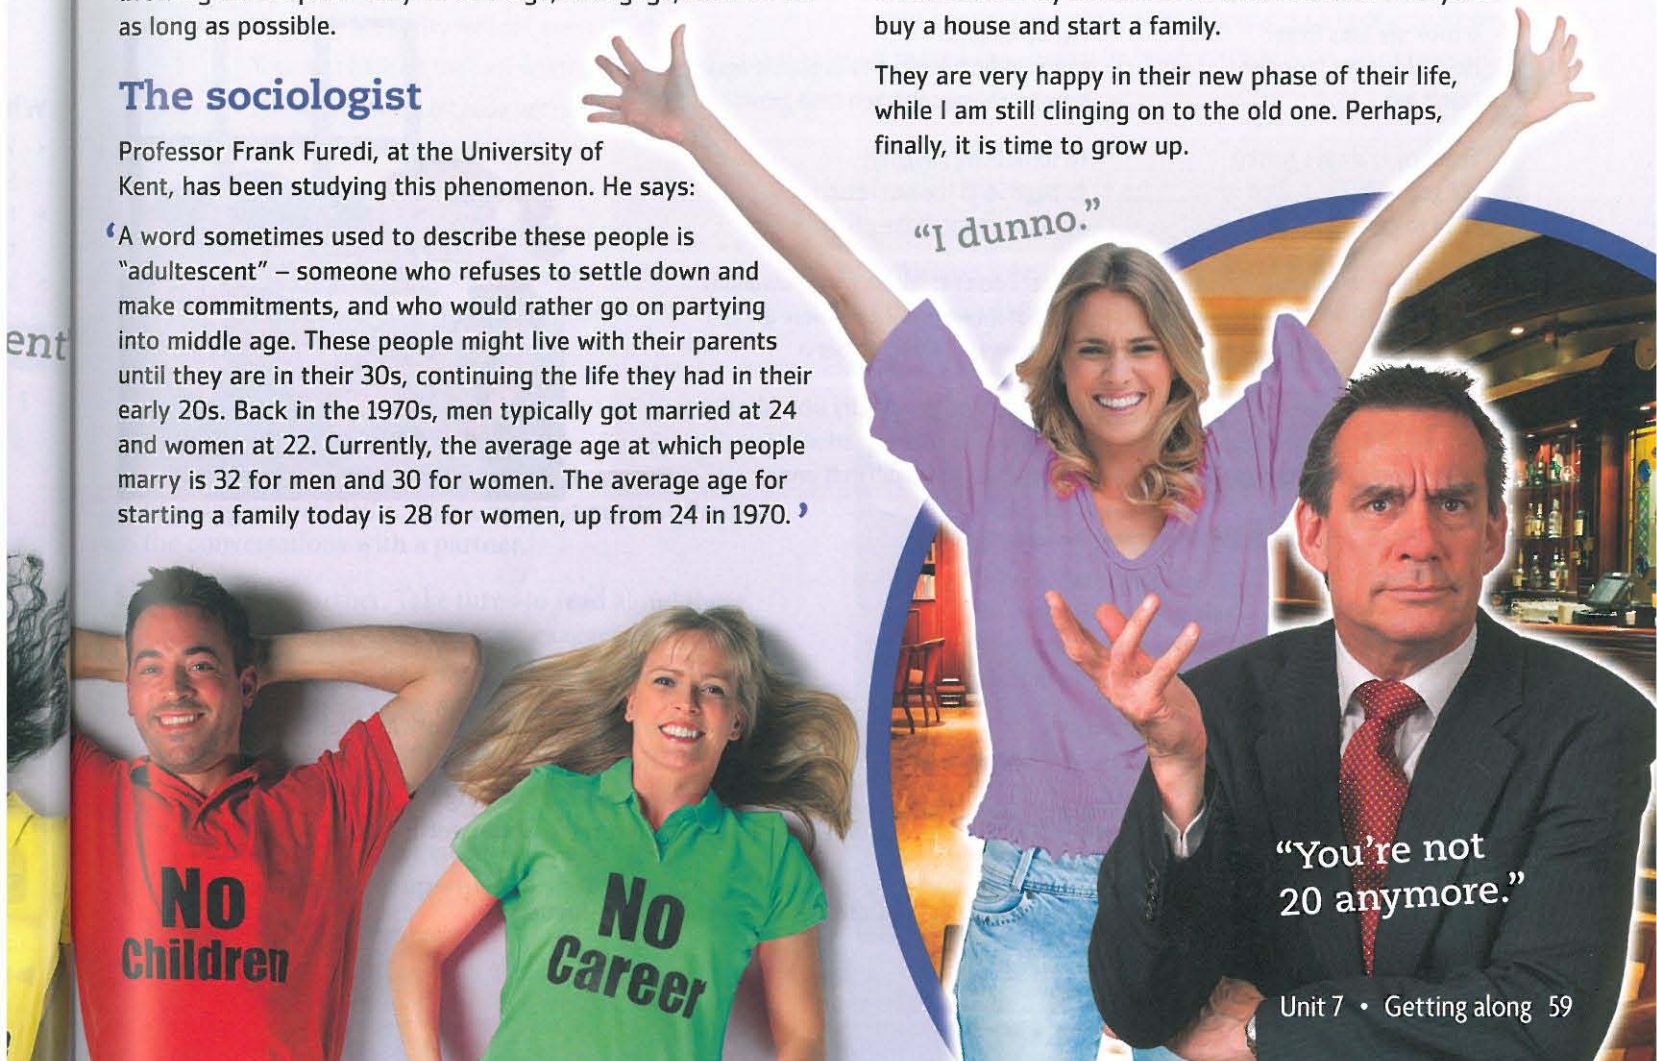 as long as possible.
The sociologist
Professor Frank Furedi, at the University of
Kent, has been studying this phenomenon. He says:
‘A word sometimes used to describe these people is
“adultescent” – someone who refuses to settle down and
make commitments, and who would rather go on partying
into middle age. These people might live with their parents
until they are in their 30s, continuing the life they had in their
early 20s. Back in the 1970s, men typically got married at 24
and women at 22. Currently, the average age at which people
marry is 32 for men and 30 for women. The average age for
starting a family today is 28 for women, up from 24 in 1970.’
buy a house and start a family.
They are very happy in their new phase of their life,
while I am still clinging on to the old one. Perhaps,
finally, it is time to grow up.
“I dunno.”
ent
No
Children
No
Career
“You’re not
20 anymore.”
Unit 7 • Getting along 59